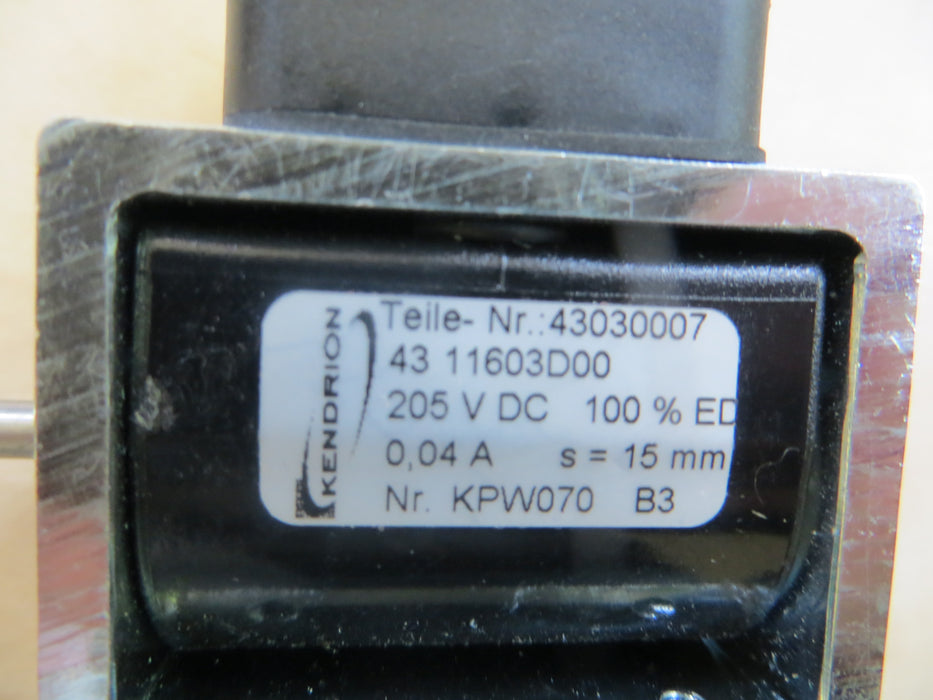 KENDRION
Teile- Nr.:43030007
43 11603D00
205 V DC 100 % ED
0,04 A s = 15 mm
Nr. KPW070 B3